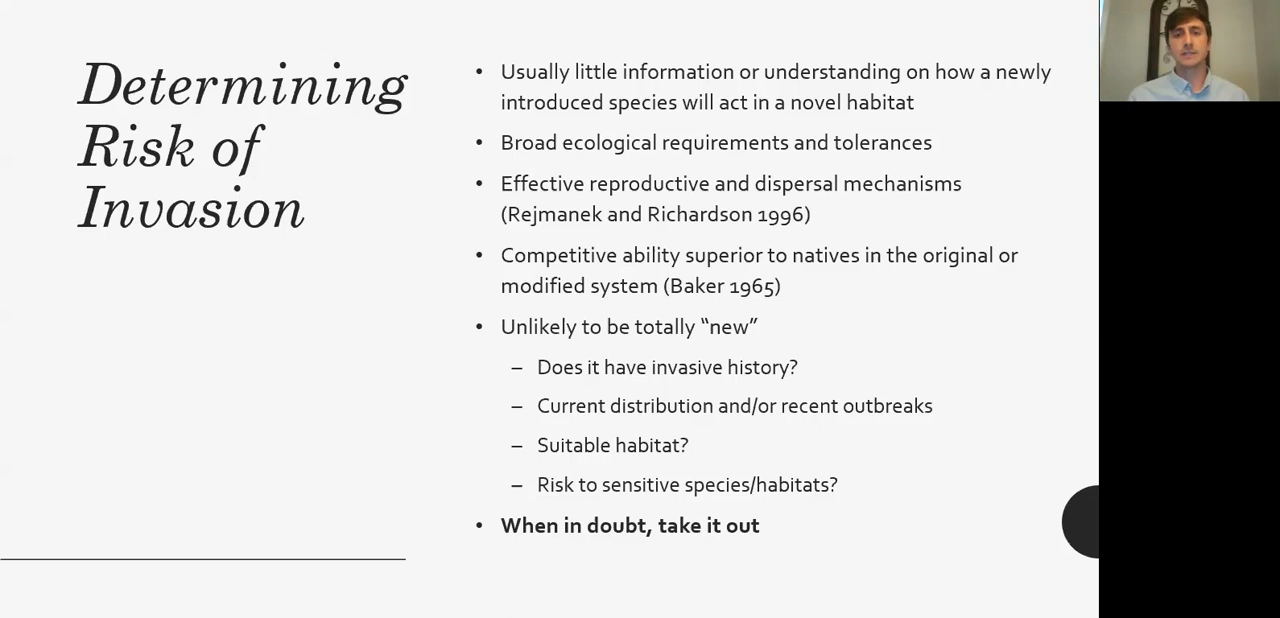 Determining
Risk of
Invasion
• Usually little information or understanding on how a newly
introduced species will act in a novel habitat
• Broad ecological requirements and tolerances
• Effective reproductive and dispersal mechanisms
(Rejmanek and Richardson 1996)
• Competitive ability superior to natives in the original or
modified system (Baker 1965)
• Unlikely to be totally “new”
– Does it have invasive history?
– Current distribution and/or recent outbreaks
– Suitable habitat?
– Risk to sensitive species/habitats?
• When in doubt, take it out